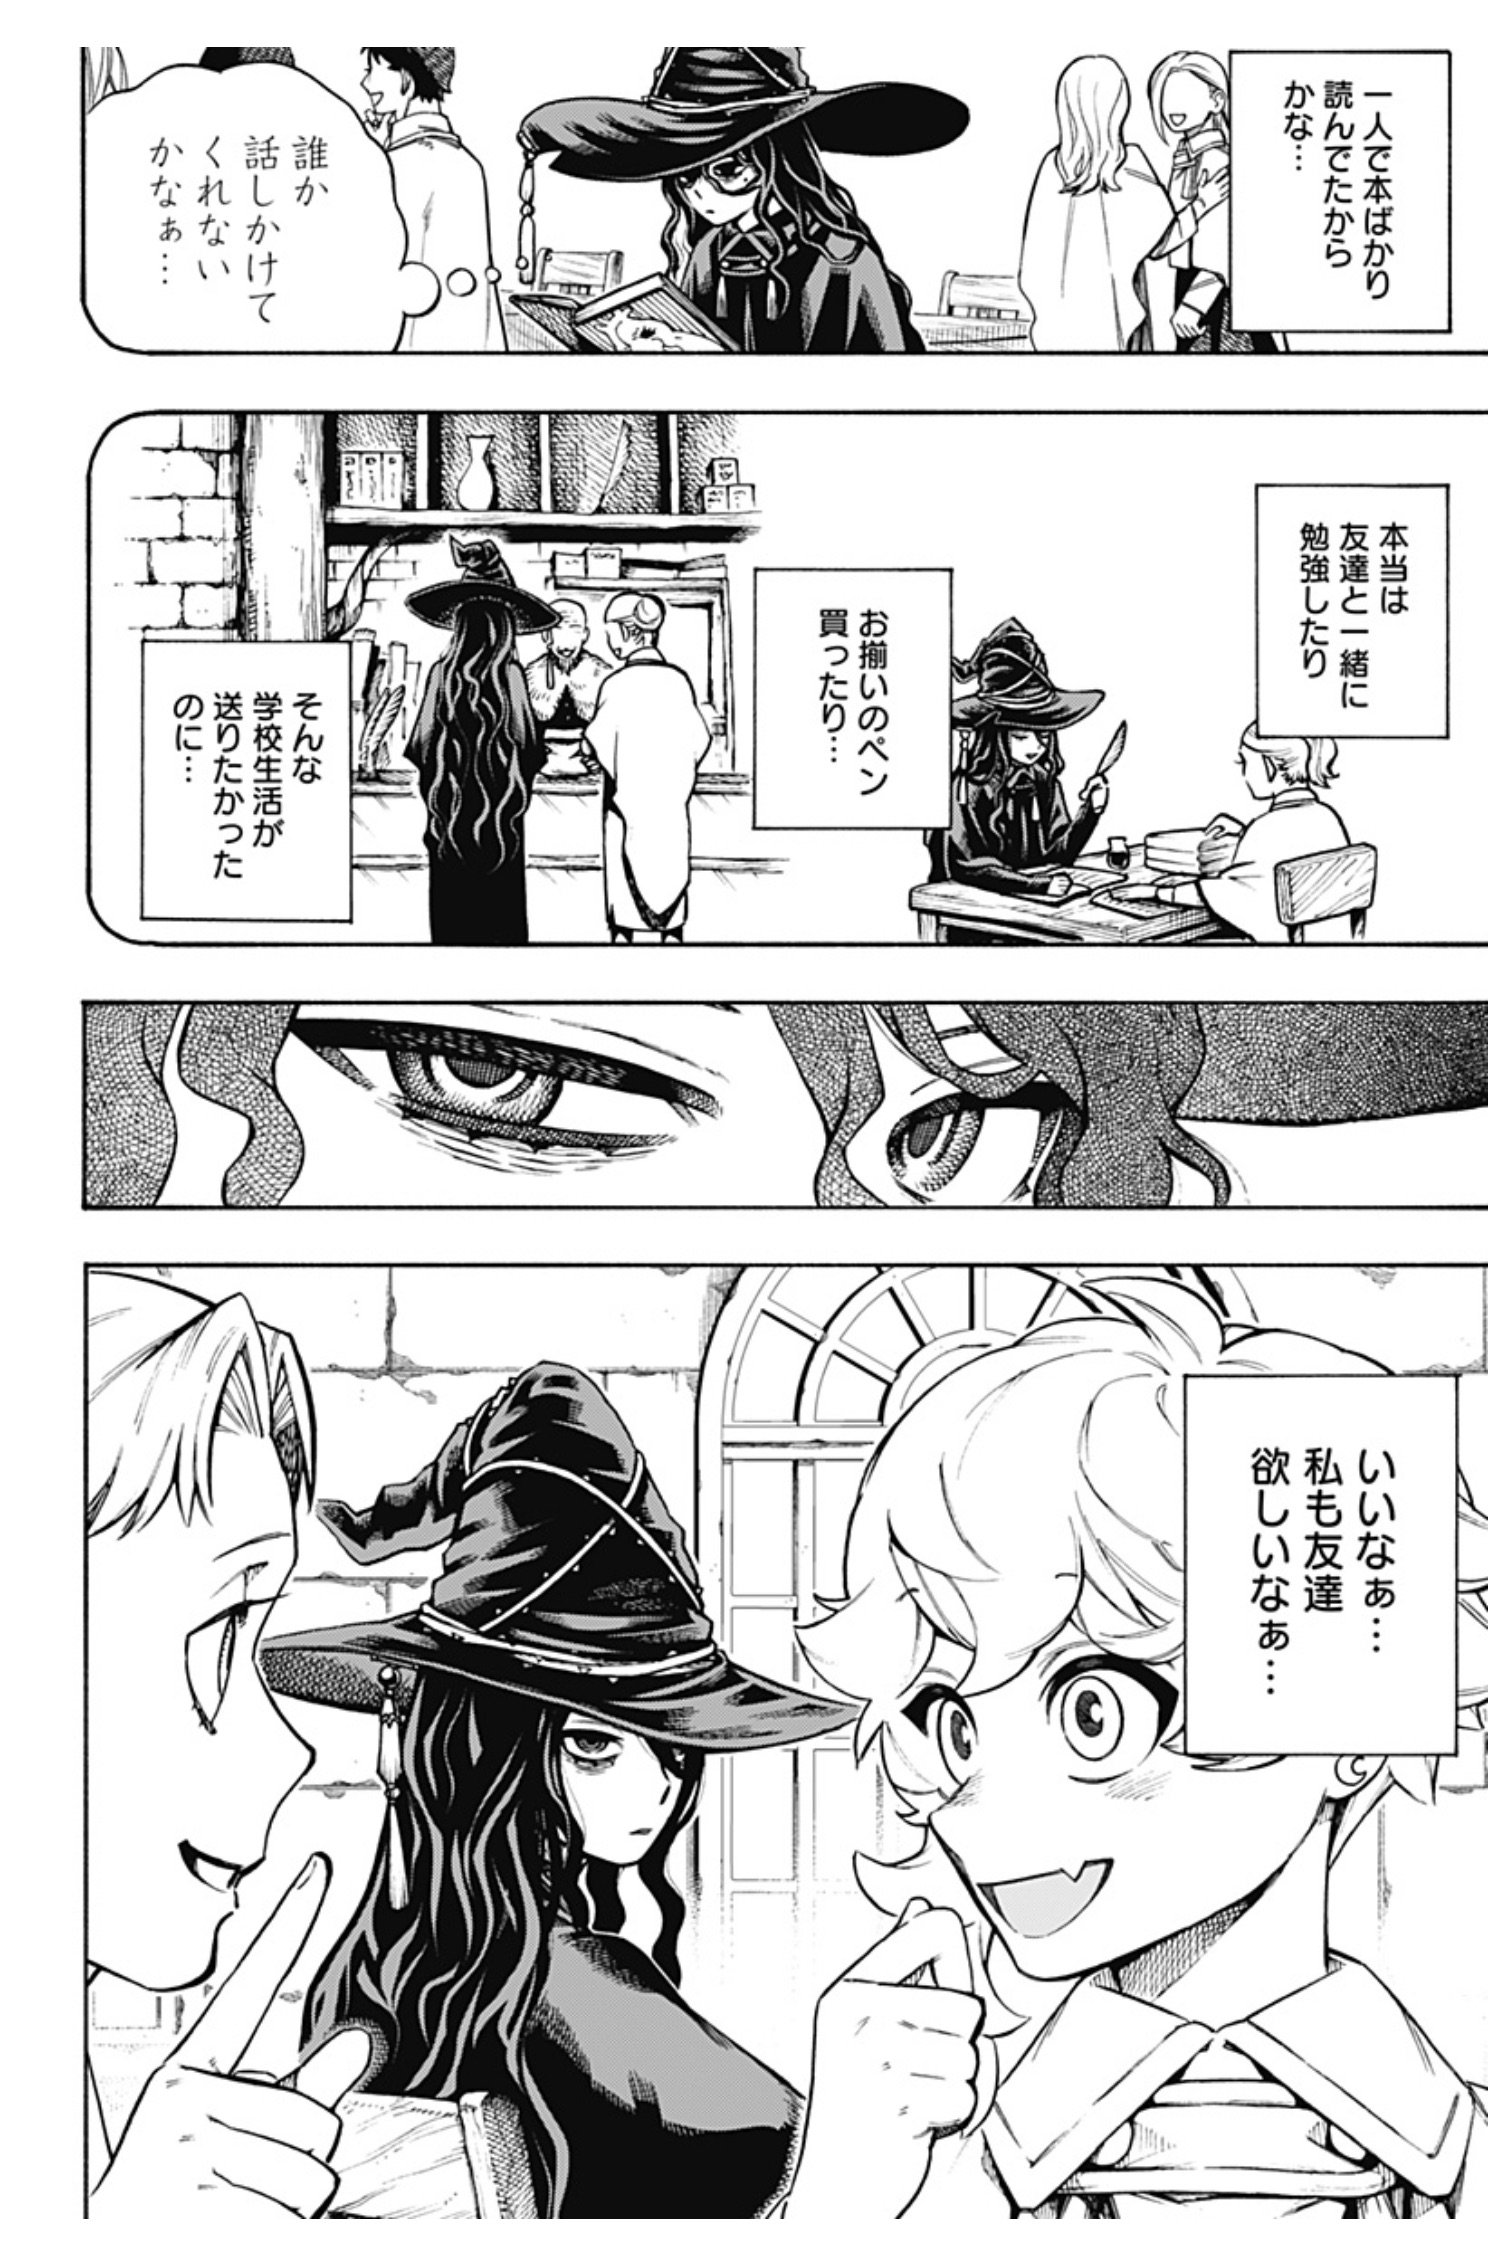 一人で本ばかり
読んでたから
かな…
誰か
話しかけて
くれない
かなぁ…
本当は
友達と一緒に
勉強したり
お揃いのペン
買ったり…
そんな
学校生活が
送りたかった
のに…
いいなぁ…
私も友達
欲しいなぁ…